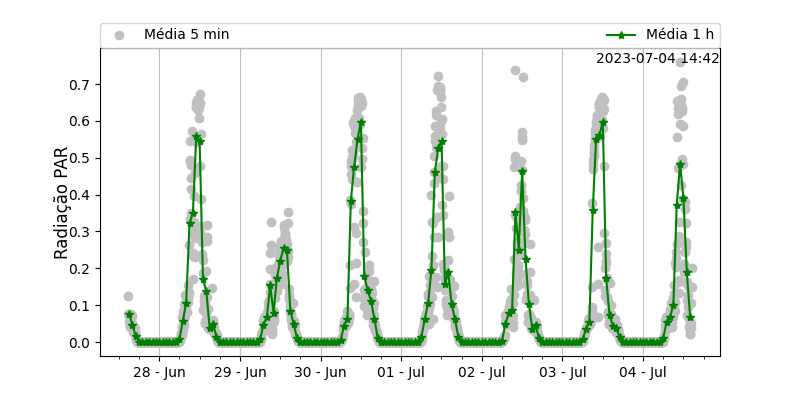 Média 5 min
Média 1 h
2023-07-04 14:42
Radiação PAR
0.7
0.6
0.5
0.4
0.3
0.2
0.1
0.0
28 - Jun
29 - Jun
30 - Jun
01 - Jul
02 - Jul
03 - Jul
04 - Jul